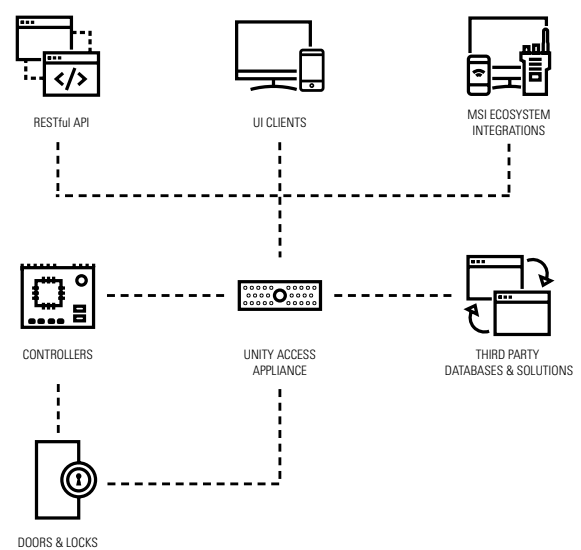 </>
RESTful API
UI CLIENTS
MSI ECOSYSTEM
INTEGRATIONS
CONTROLLERS
UNITY ACCESS
APPLIANCE
THIRD PARTY
DATABASES & SOLUTIONS
DOORS & LOCKS